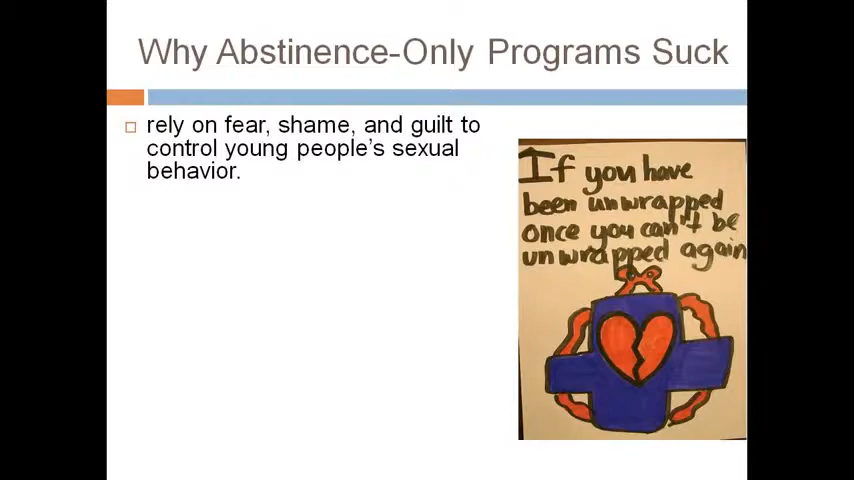 Why Abstinence-Only Programs Suck
rely on fear, shame, and guilt to
control young people's sexual
behavior.
If you have
been unwrapped
once you can't be
unwrapped again